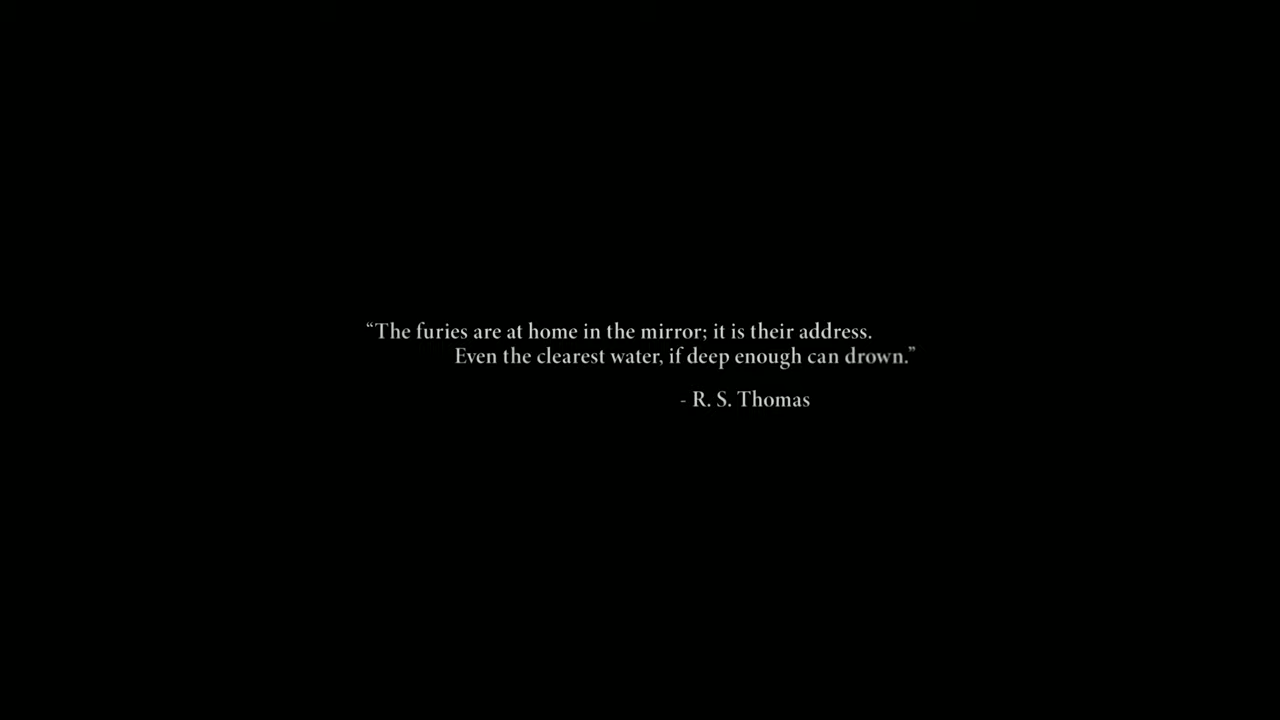 “The furies are at home in the mirror; it is their address.
Even the clearest water, if deep enough can drown.”
- R. S. Thomas